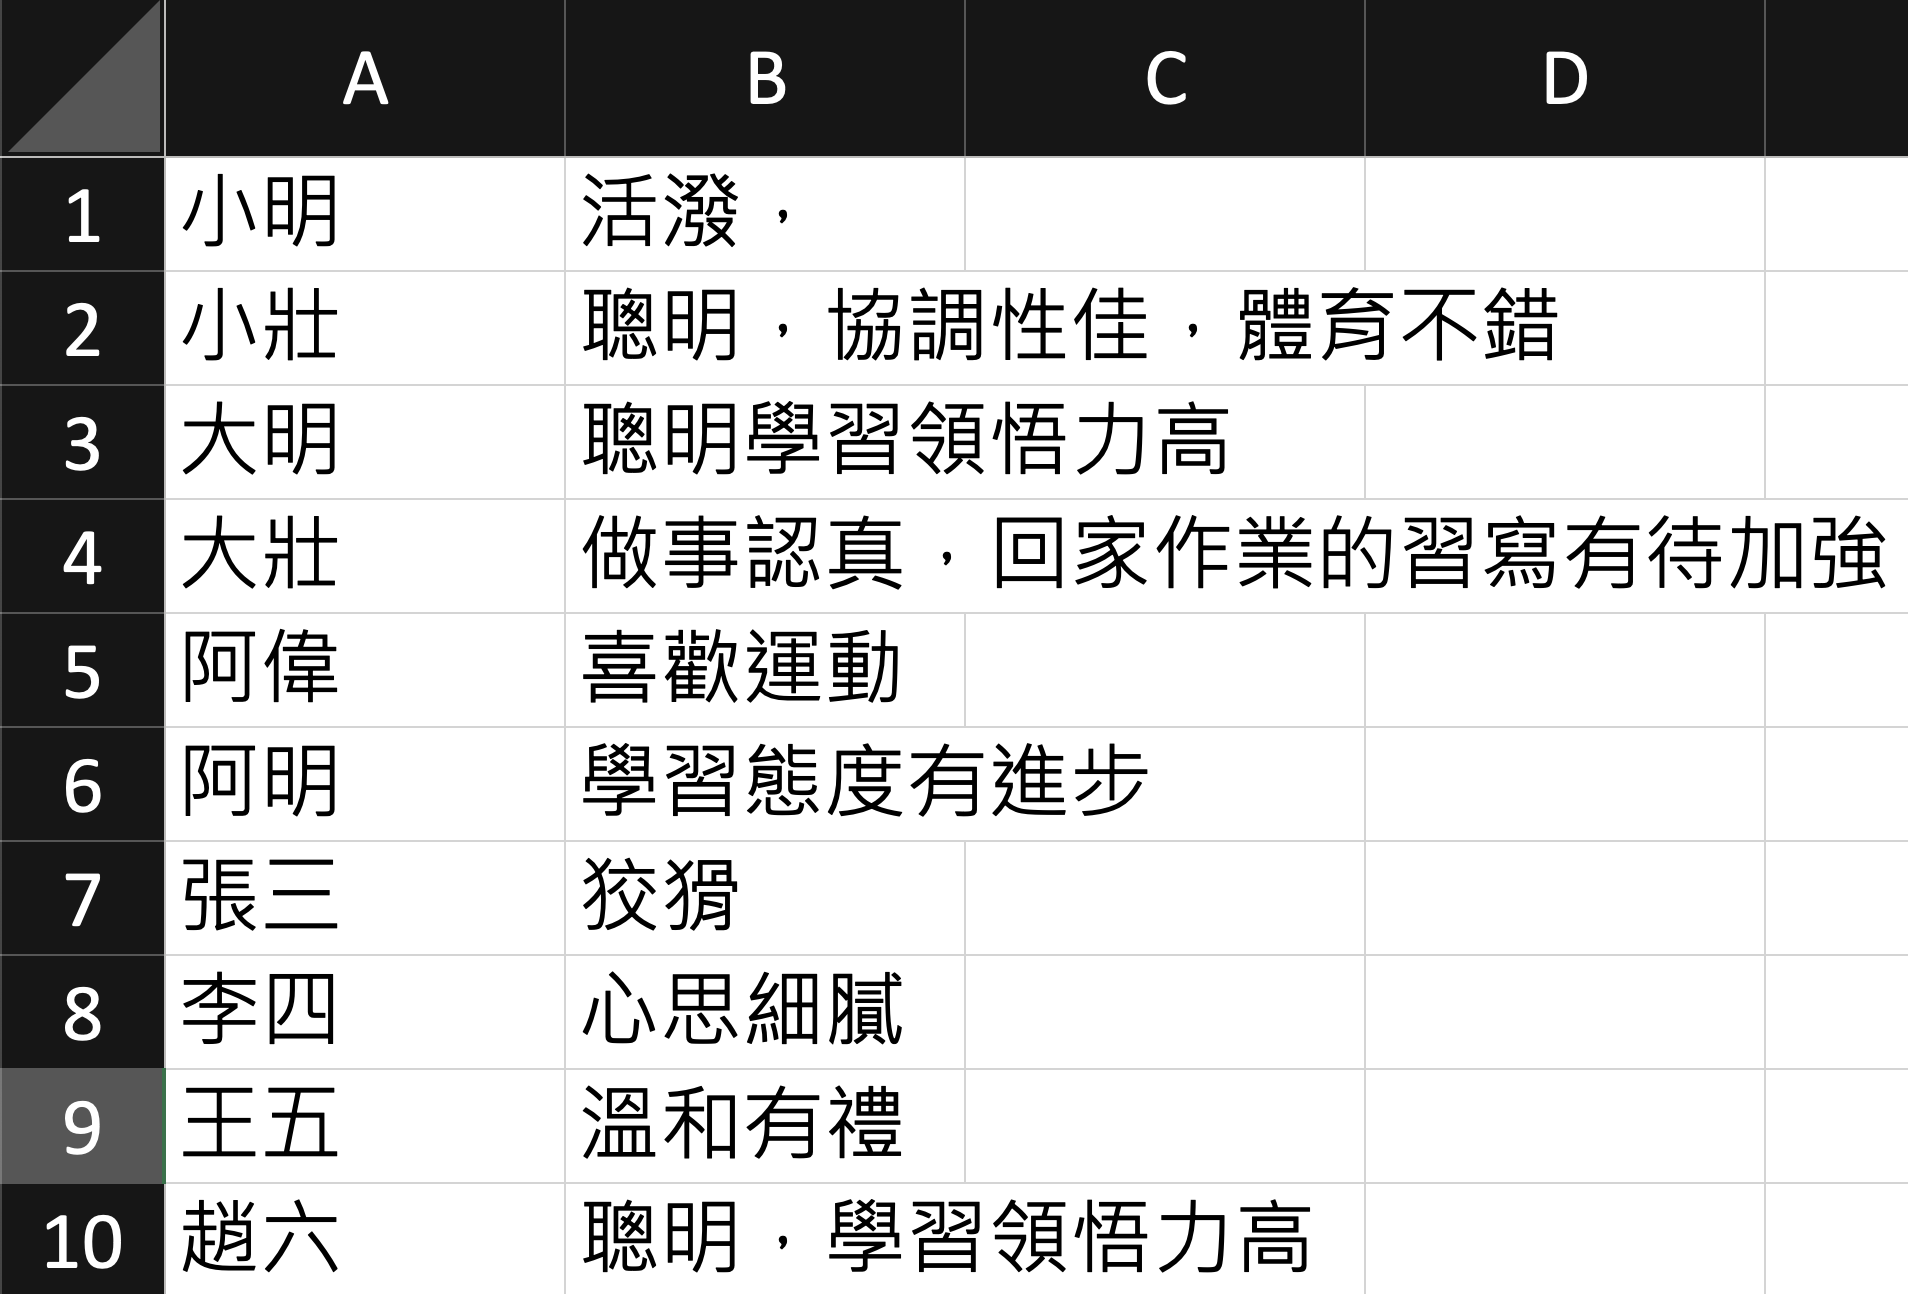 A B C D
1 小明 活潑，
2 小壯 聰明，協調性佳，體育不錯
3 大明 聰明學習領悟力高
4 大壯 做事認真，回家作業的習寫有待加強
5 阿偉 喜歡運動
6 阿明 學習態度有進步
7 張三 狡猾
8 李四 心思細膩
9 王五 溫和有禮
10 趙六 聰明，學習領悟力高